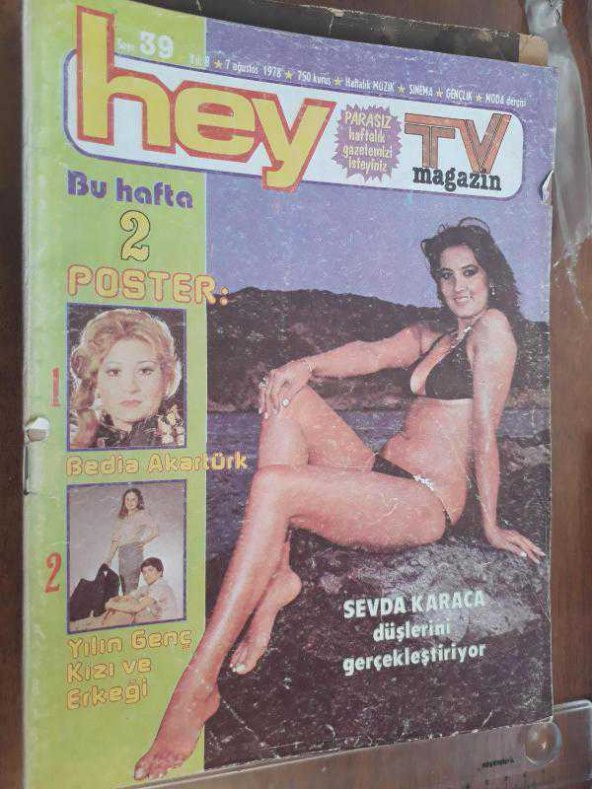 Sayı: 39
Yıl: 8 ★ 7 ağustos 1978 ★ 750 kuruş ★ Haftalık MÜZİK ★ SİNEMA ★ GENÇLİK ★ MODA dergisi
hey
PARASIZ
haftalık
gazetemizi
isteyiniz
TV
magazin
Bu hafta
2
POSTER:
1
Bedia Akartürk
2
Yılın Genç
Kızı ve
Erkeği
SEVDA KARACA
düşlerini
gerçekleştiriyor